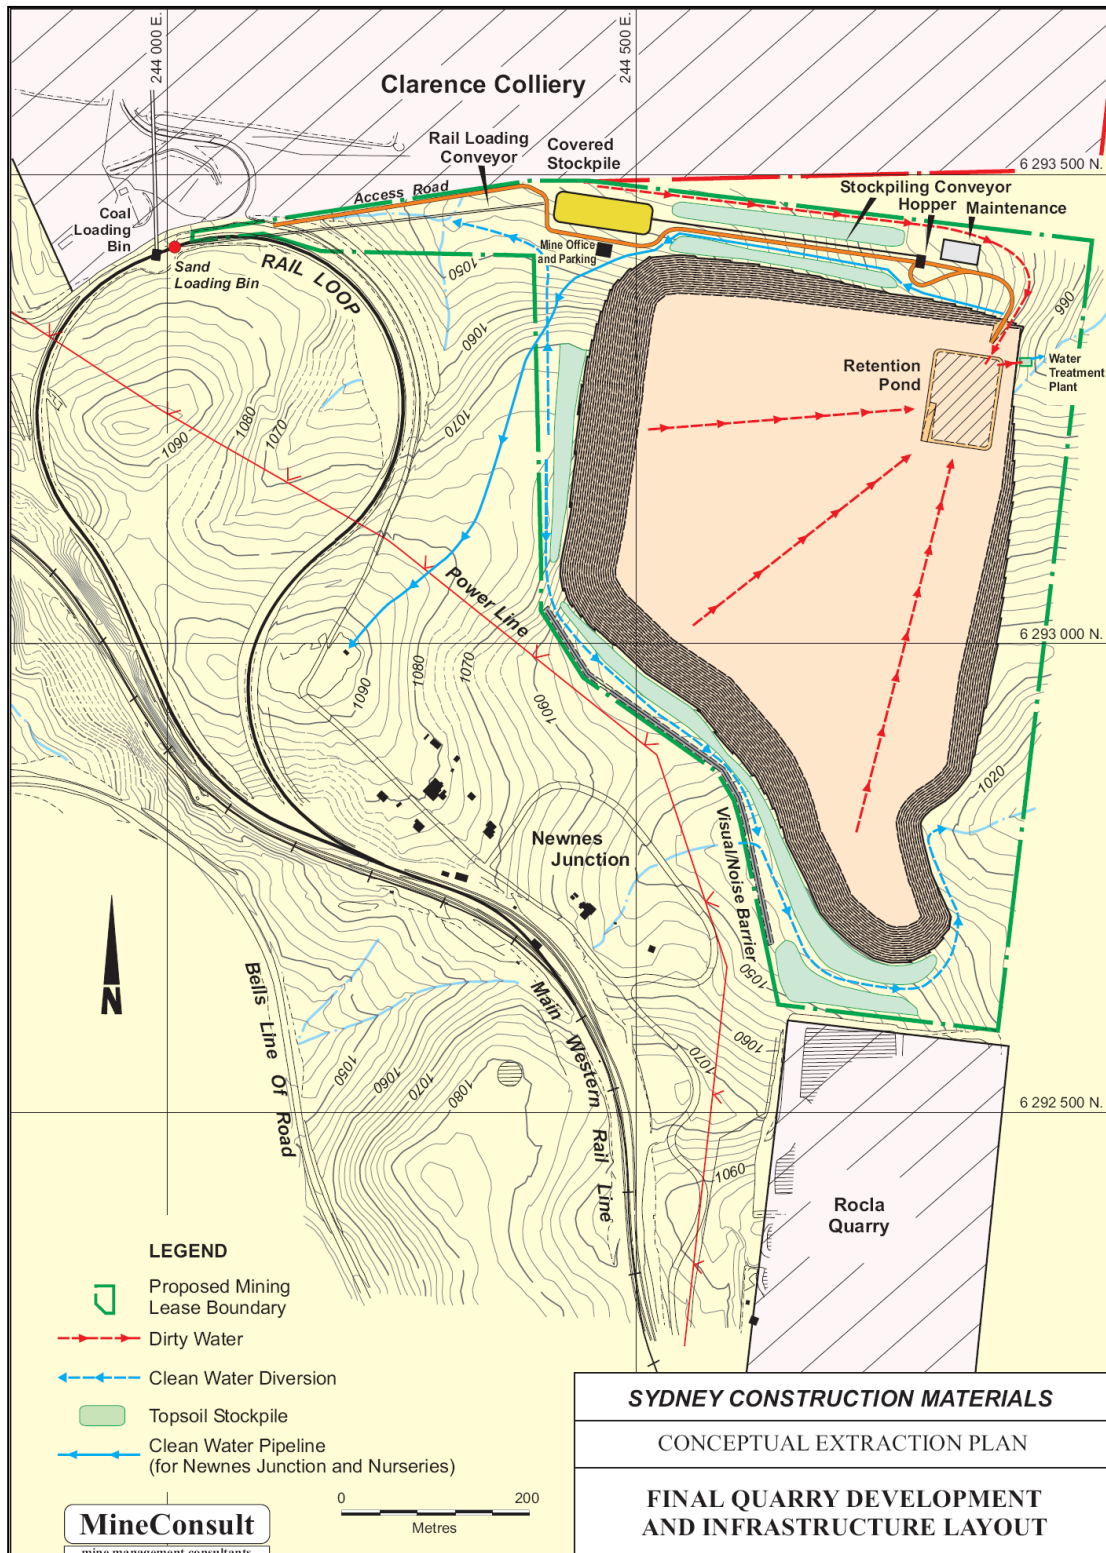 244 000 E.
244 500 E.
Clarence Colliery
Rail Loading
Conveyor
Covered
Stockpile
6 293 500 N.
Access Road
Stockpiling Conveyor
Hopper
Maintenance
Coal
Loading
Bin
Sand
Loading Bin
RAIL LOOP
Mine Office
and Parking
1050
1060
990
Water
Treatment
Plant
Retention
Pond
1070
1080
1070
1090
Power Line
6 293 000 N.
1090
1080
1070
1060
1020
Visual/Noise Barrier
Newnes
Junction
1050
Bells Line Of Road
Main Western Rail Line
1060
1070
1050
1060
1070
1080
6 292 500 N.
1060
Rocla
Quarry
N
LEGEND
Proposed Mining
Lease Boundary
Dirty Water
Clean Water Diversion
Topsoil Stockpile
Clean Water Pipeline
(for Newnes Junction and Nurseries)
0 200
Metres
MineConsult
mine management consultants
SYDNEY CONSTRUCTION MATERIALS
CONCEPTUAL EXTRACTION PLAN
FINAL QUARRY DEVELOPMENT
AND INFRASTRUCTURE LAYOUT